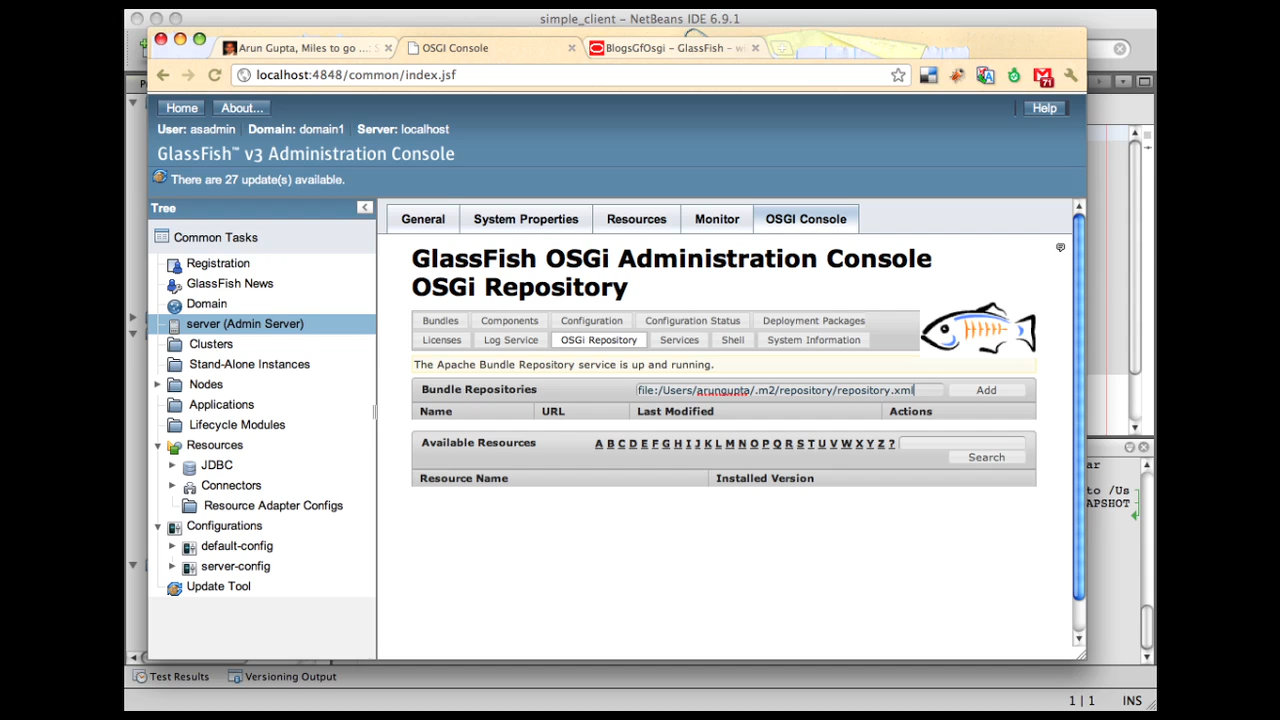 simple_client – NetBeans IDE 6.9.1
Arun Gupta, Miles to go ...:
OSGI Console
BlogsGfOsgi – GlassFish – wi
localhost:4848/common/index.jsf
71
Home
About...
Help
User: asadmin Domain: domain1 Server: localhost
GlassFish™ v3 Administration Console
There are 27 update(s) available.
Tree
Common Tasks
Registration
GlassFish News
Domain
server (Admin Server)
Clusters
Stand-Alone Instances
Nodes
Applications
Lifecycle Modules
Resources
JDBC
Connectors
Resource Adapter Configs
Configurations
default-config
server-config
Update Tool
General
System Properties
Resources
Monitor
OSGI Console
GlassFish OSGi Administration Console
OSGi Repository
Bundles
Components
Configuration
Configuration Status
Deployment Packages
Licenses
Log Service
OSGi Repository
Services
Shell
System Information
The Apache Bundle Repository service is up and running.
Bundle Repositories
file:/Users/arungupta/.m2/repository/repository.xml
Add
Name
URL
Last Modified
Actions
Available Resources
A B C D E F G H I J K L M N O P Q R S T U V W X Y Z ?
Search
Resource Name
Installed Version
ar
to /Us
APSHOT
Test Results
Versioning Output
1 | 1
INS